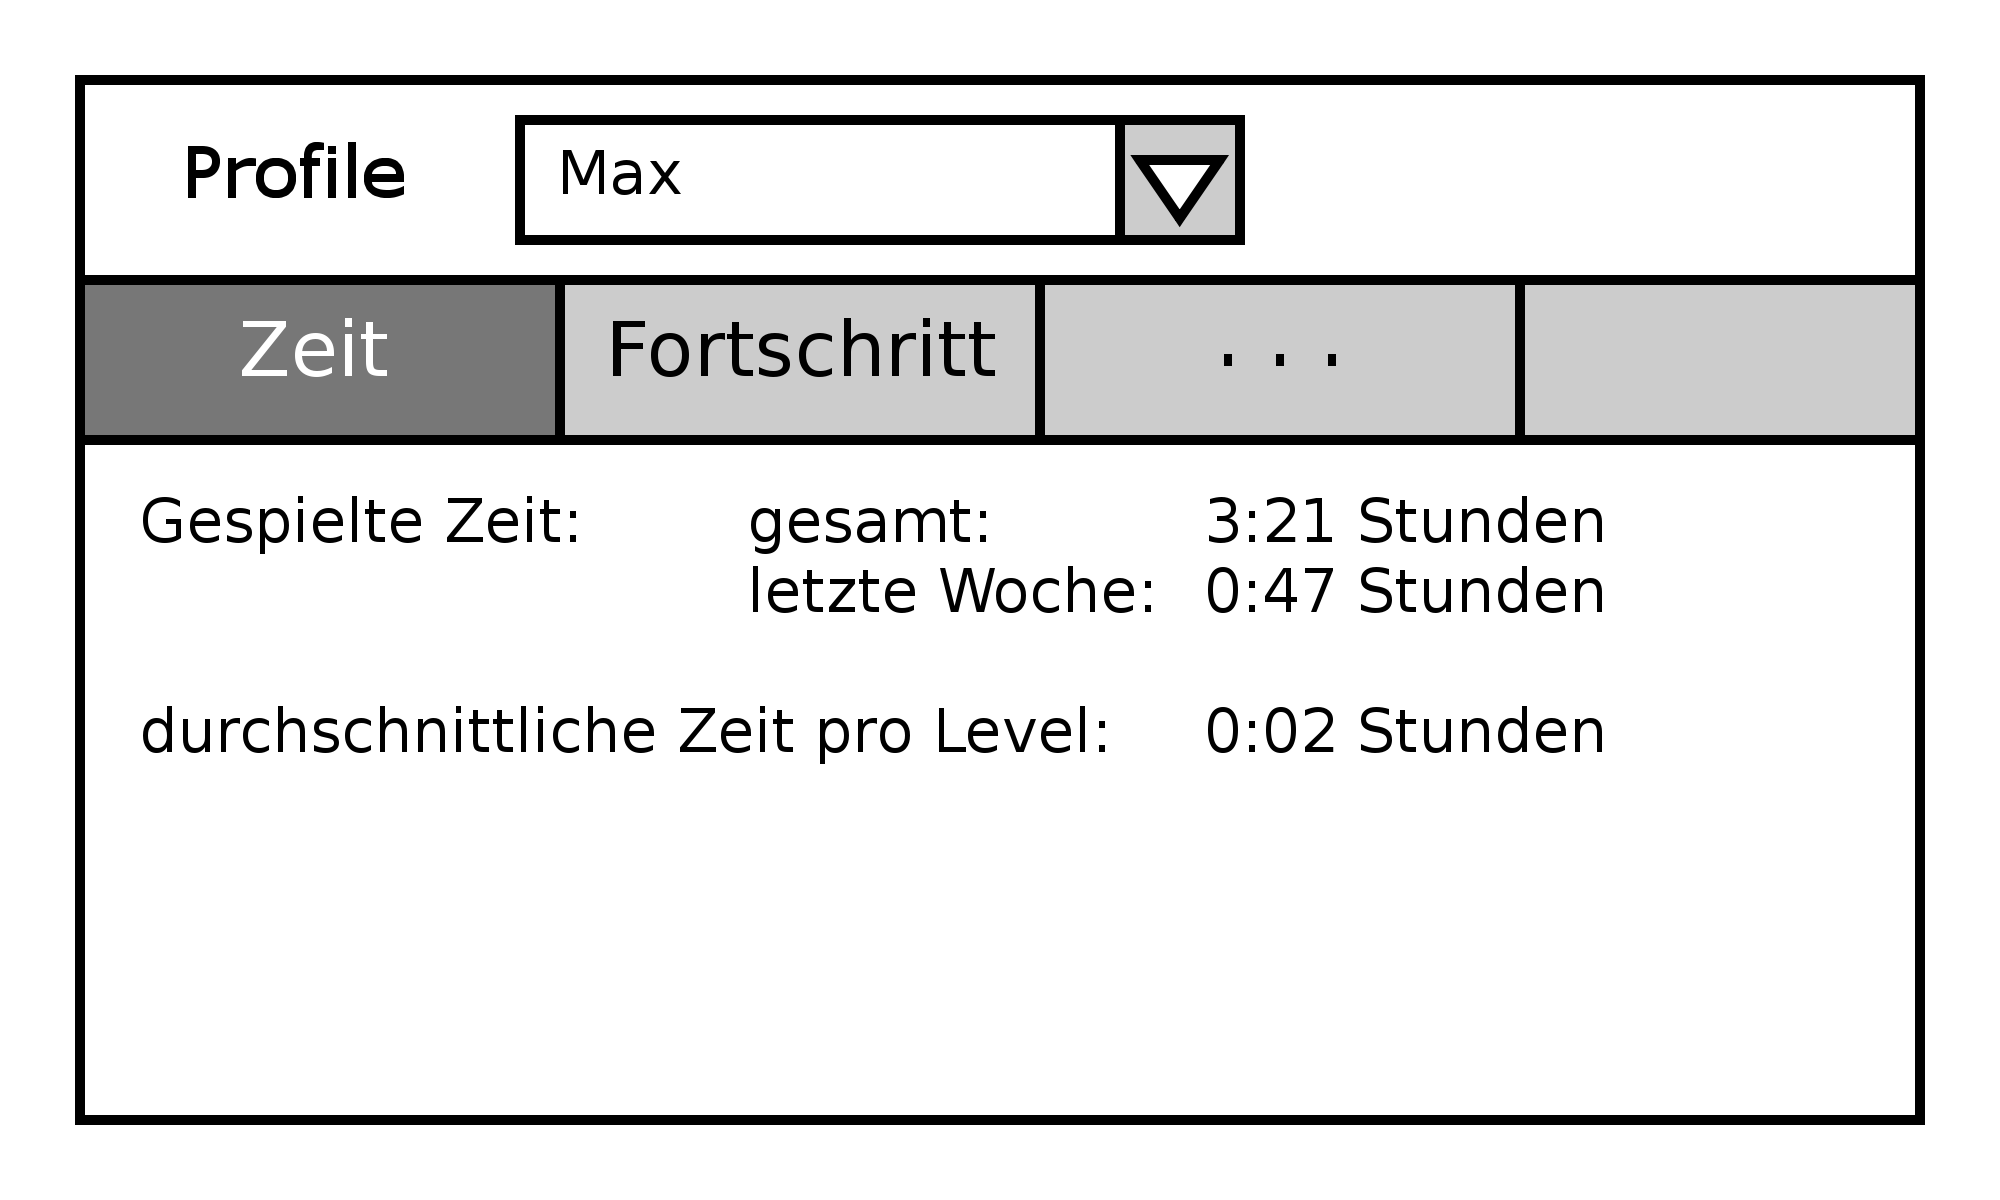 Profile Max
Zeit Fortschritt . . .
Gespielte Zeit: gesamt: 3:21 Stunden
letzte Woche: 0:47 Stunden
durchschnittliche Zeit pro Level: 0:02 Stunden